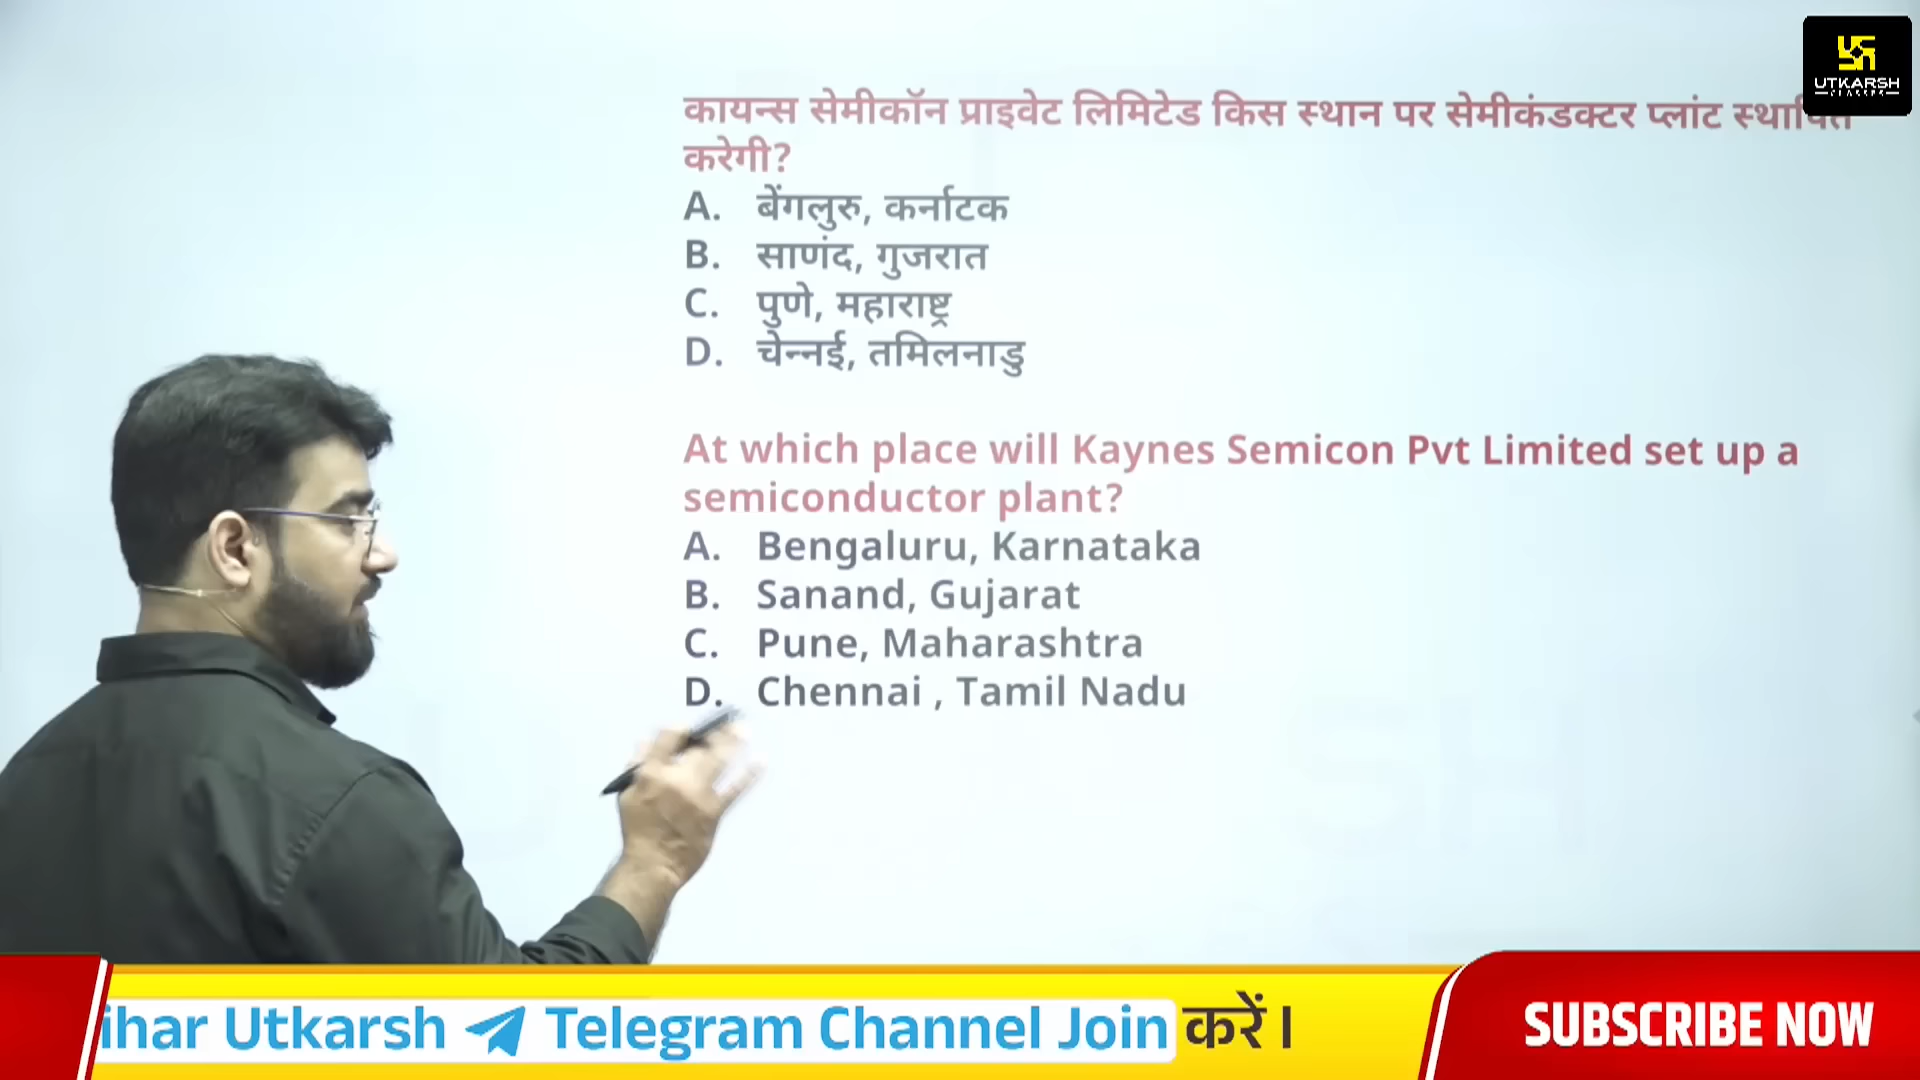 UTKARSH
CLASSES
कायन्स सेमीकॉन प्राइवेट लिमिटेड किस स्थान पर सेमीकंडक्टर प्लांट स्थापित
करेगी?
A. बेंगलुरु, कर्नाटक
B. साणंद, गुजरात
C. पुणे, महाराष्ट्र
D. चेन्नई, तमिलनाडु
At which place will Kaynes Semicon Pvt Limited set up a
semiconductor plant?
A. Bengaluru, Karnataka
B. Sanand, Gujarat
C. Pune, Maharashtra
D. Chennai , Tamil Nadu
ihar Utkarsh Telegram Channel Join करें।
SUBSCRIBE NOW